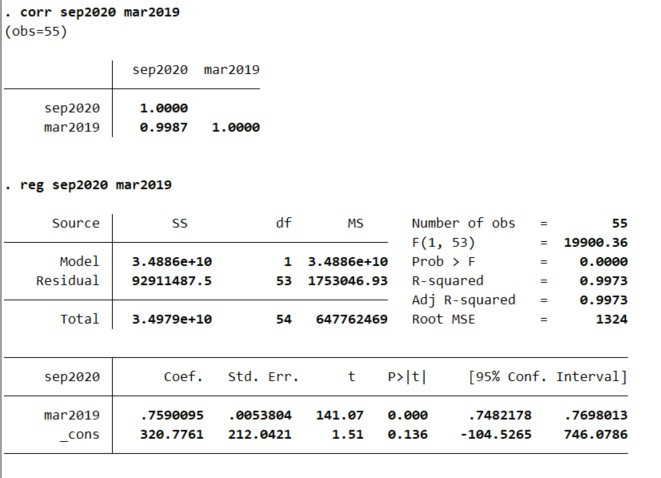 . corr sep2020 mar2019
(obs=55)
sep2020 mar2019
sep2020 1.0000
mar2019 0.9987 1.0000
. reg sep2020 mar2019
Source SS df MS Number of obs = 55
F(1, 53) = 19900.36
Model 3.4886e+10 1 3.4886e+10 Prob > F = 0.0000
Residual 92911487.5 53 1753046.93 R-squared = 0.9973
Adj R-squared = 0.9973
Total 3.4979e+10 54 647762469 Root MSE = 1324
sep2020 Coef. Std. Err. t P>|t| [95% Conf. Interval]
mar2019 .7590095 .0053804 141.07 0.000 .7482178 .7698013
_cons 320.7761 212.0421 1.51 0.136 -104.5265 746.0786